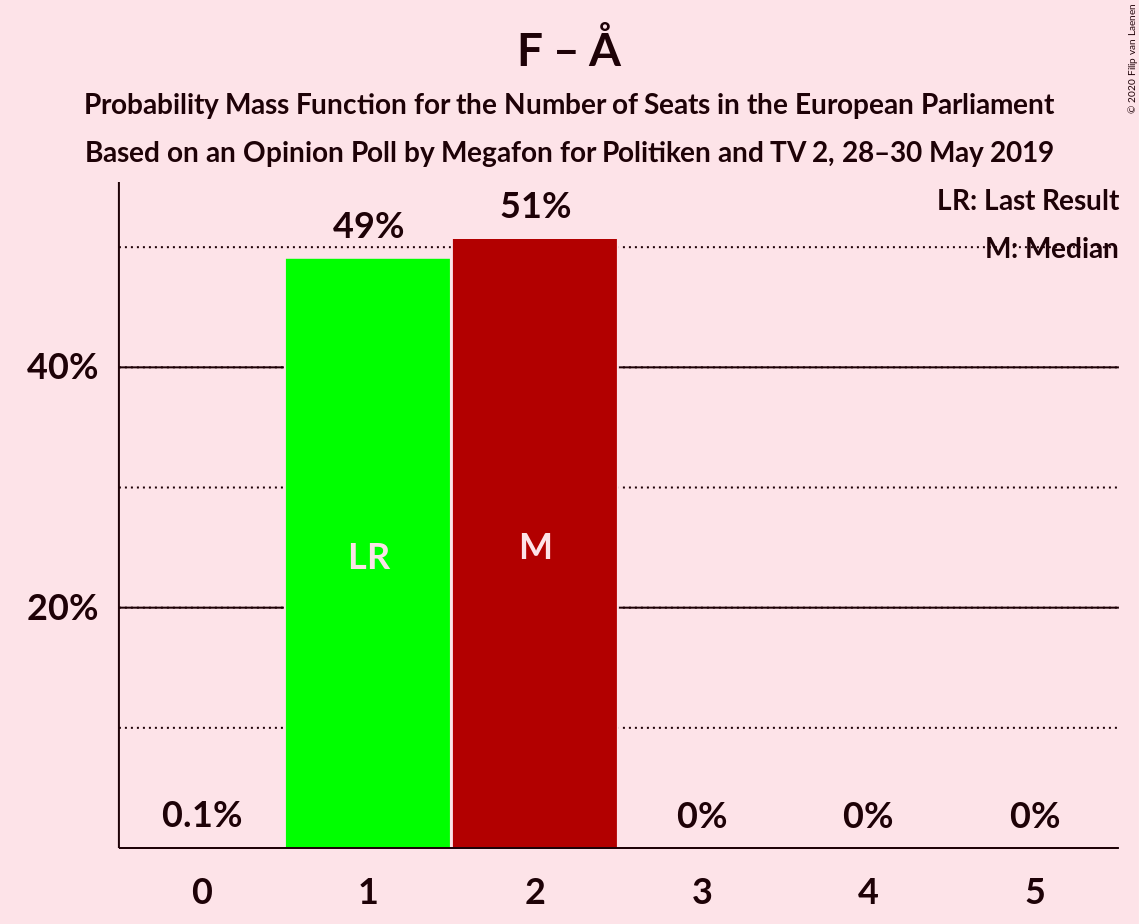 F – Å
Probability Mass Function for the Number of Seats in the European Parliament
Based on an Opinion Poll by Megafon for Politiken and TV 2, 28–30 May 2019
© 2020 Filip van Laenen
LR: Last Result
M: Median
49%
51%
40%
20%
LR
M
0.1%
0%
0%
0%
0
1
2
3
4
5